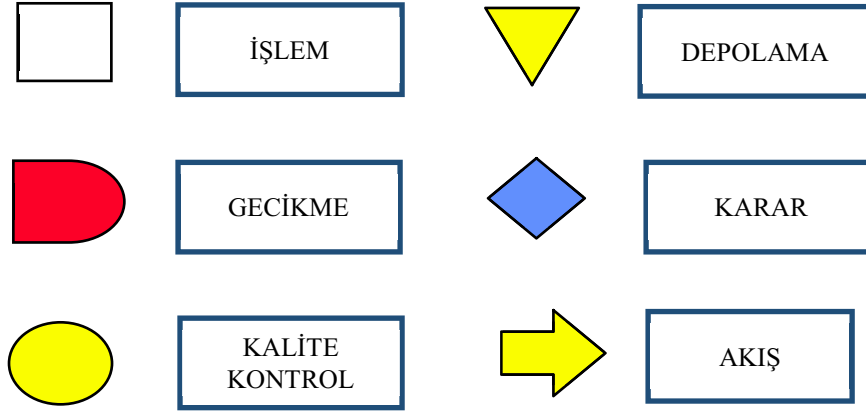 İŞLEM
DEPOLAMA
GECİKME
KARAR
KALİTE
KONTROL
AKIŞ